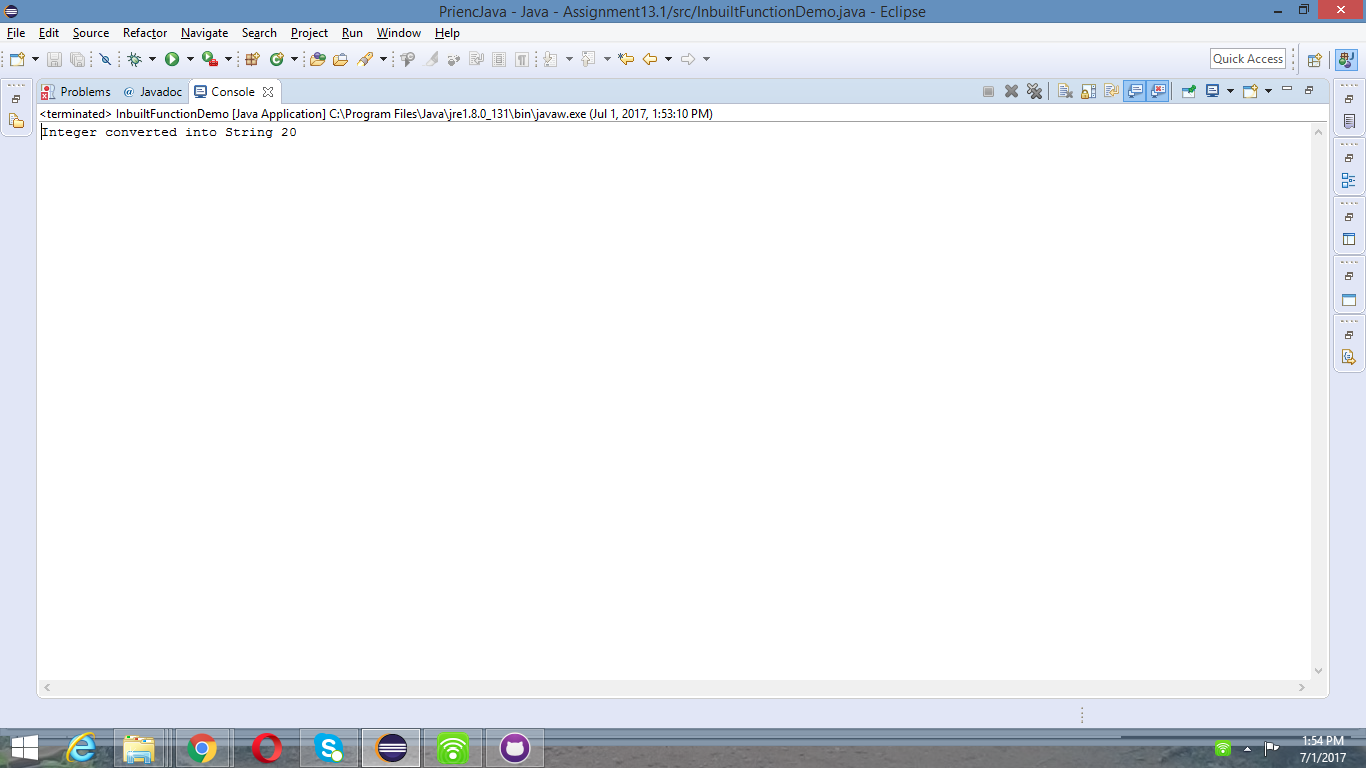 PriencJava - Java - Assignment13.1/src/InbuiltFunctionDemo.java - Eclipse
File Edit Source Refactor Navigate Search Project Run Window Help
Quick Access
Problems @ Javadoc Console
<terminated> InbuiltFunctionDemo [Java Application] C:\Program Files\Java\jre1.8.0_131\bin\javaw.exe (Jul 1, 2017, 1:53:10 PM)
Integer converted into String 20
1:54 PM
7/1/2017